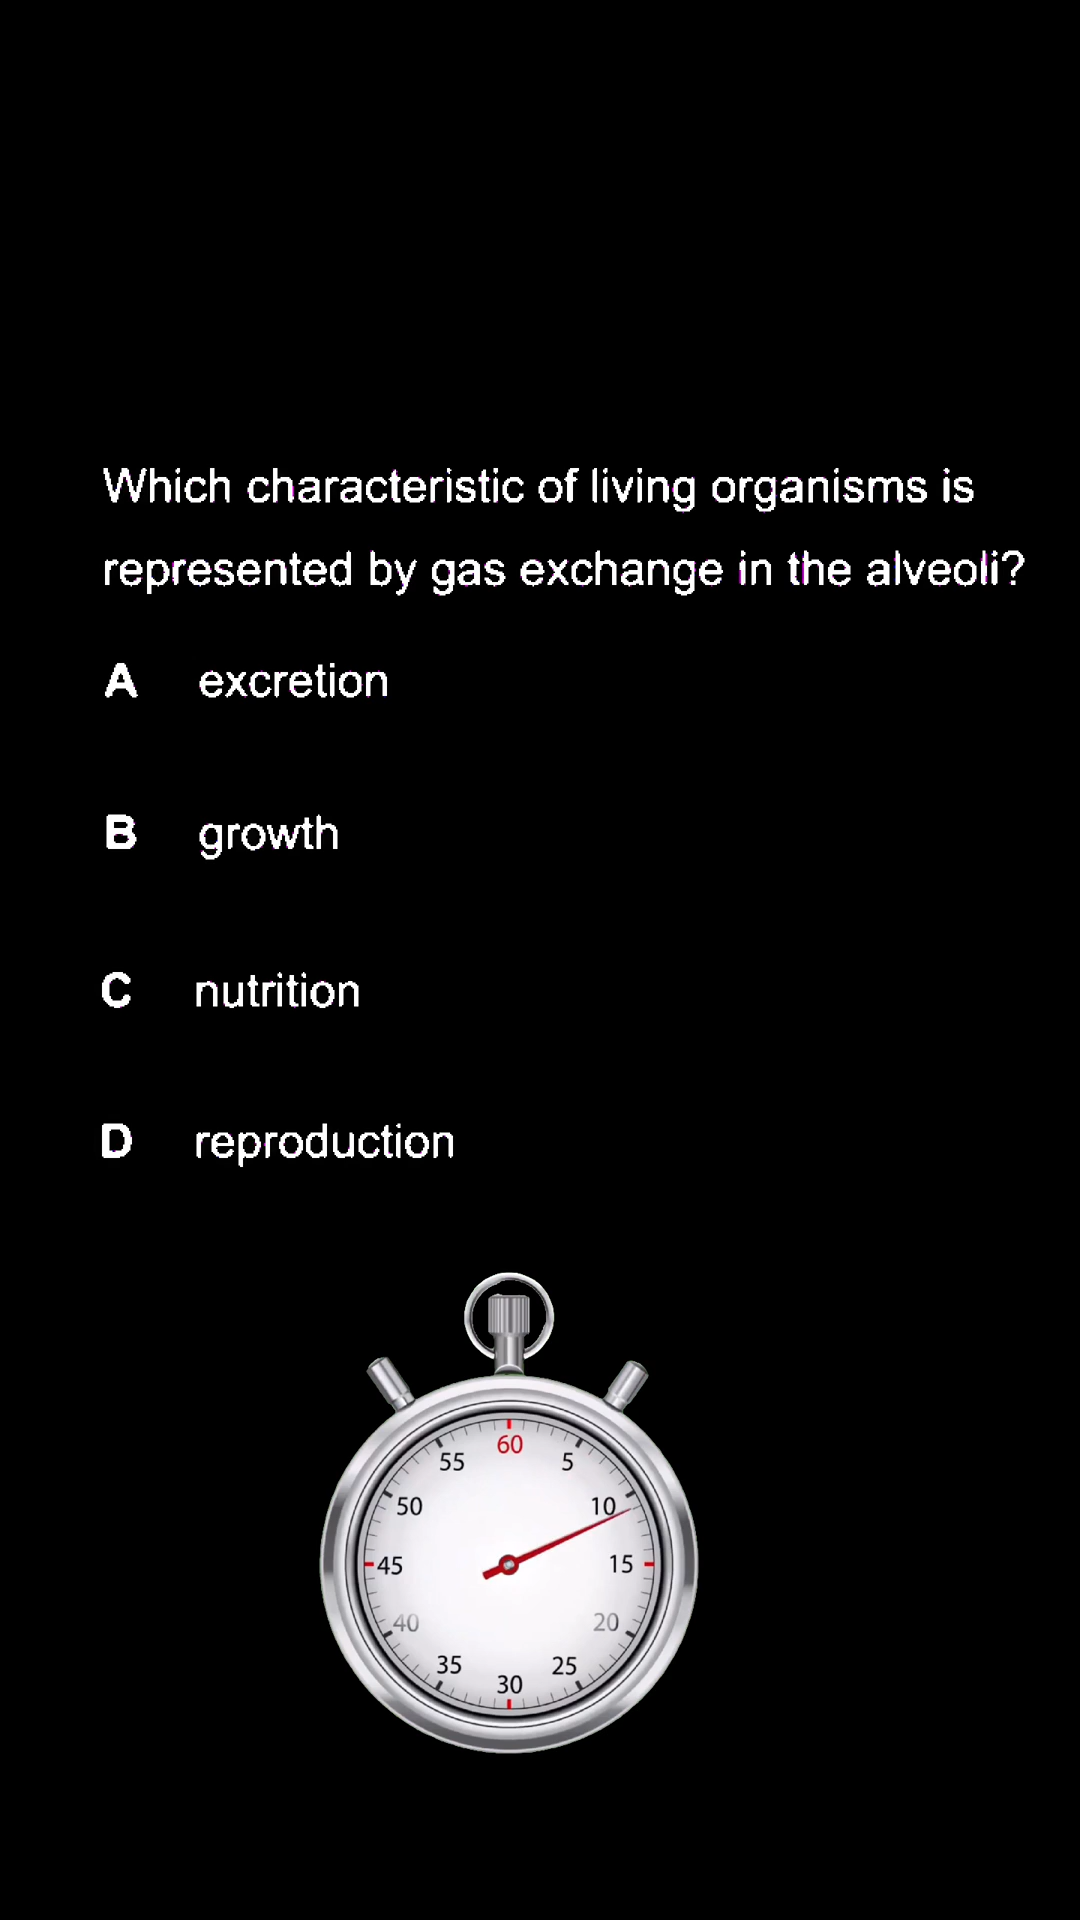 Which characteristic of living organisms is
represented by gas exchange in the alveoli?
A excretion
B growth
C nutrition
D reproduction
60
55 5
50 10
45 15
40 20
35 25
30